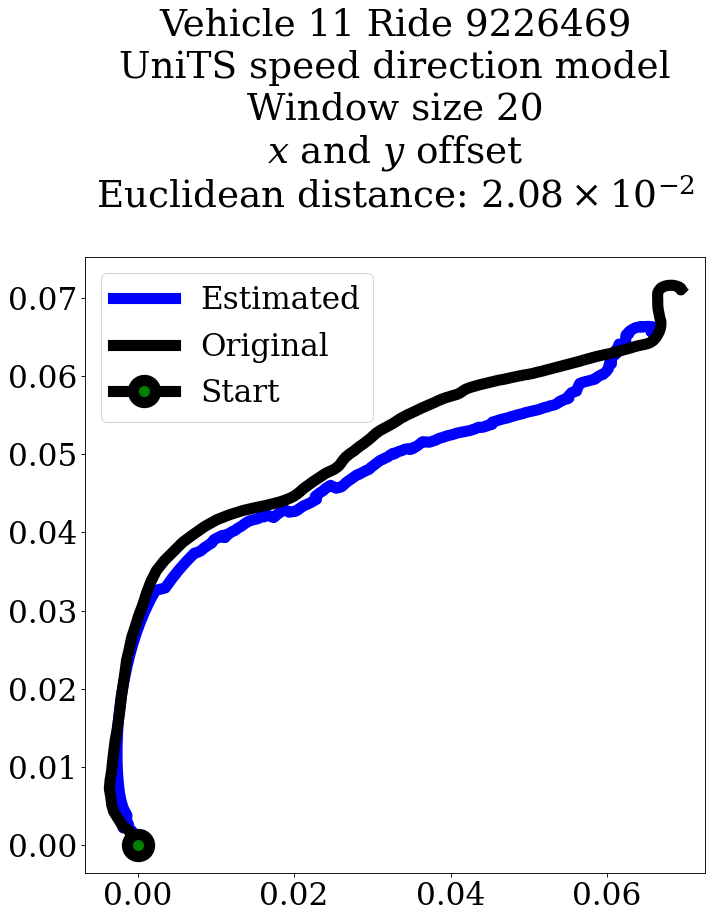 Vehicle 11 Ride 9226469
UniTS speed direction model
Window size 20
x and y offset
Euclidean distance: 2.08 × 10⁻²
Estimated
Original
Start
0.07
0.06
0.05
0.04
0.03
0.02
0.01
0.00
0.00 0.02 0.04 0.06